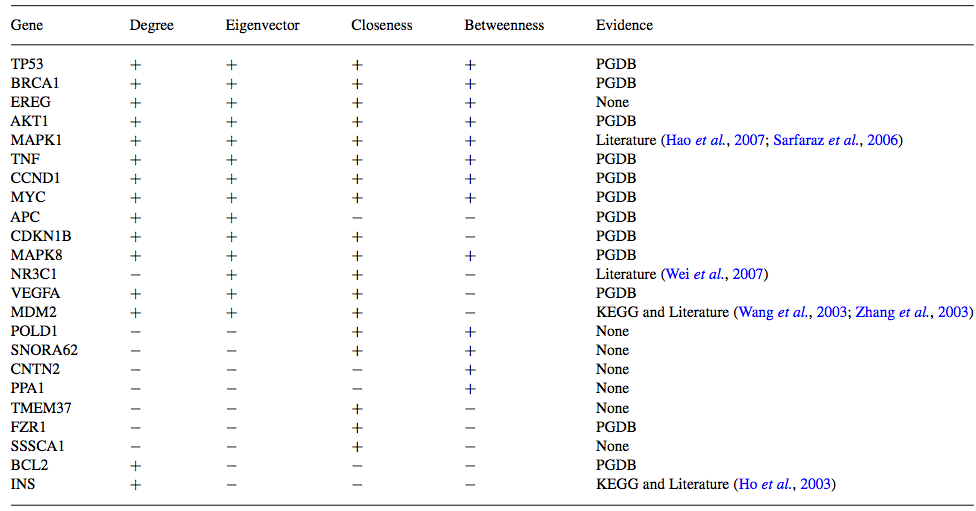 Gene Degree Eigenvector Closeness Betweenness Evidence
TP53 + + + + PGDB
BRCA1 + + + + PGDB
EREG + + + + None
AKT1 + + + + PGDB
MAPK1 + + + + Literature (Hao et al., 2007; Sarfaraz et al., 2006)
TNF + + + + PGDB
CCND1 + + + + PGDB
MYC + + + + PGDB
APC + + − − PGDB
CDKN1B + + + − PGDB
MAPK8 + + + + PGDB
NR3C1 − + + − Literature (Wei et al., 2007)
VEGFA + + + − PGDB
MDM2 + + + − KEGG and Literature (Wang et al., 2003; Zhang et al., 2003)
POLD1 − − + + None
SNORA62 − − + + None
CNTN2 − − − + None
PPA1 − − − + None
TMEM37 − − + − None
FZR1 − − + − PGDB
SSSCA1 − − + − None
BCL2 + − − − PGDB
INS + − − − KEGG and Literature (Ho et al., 2003)